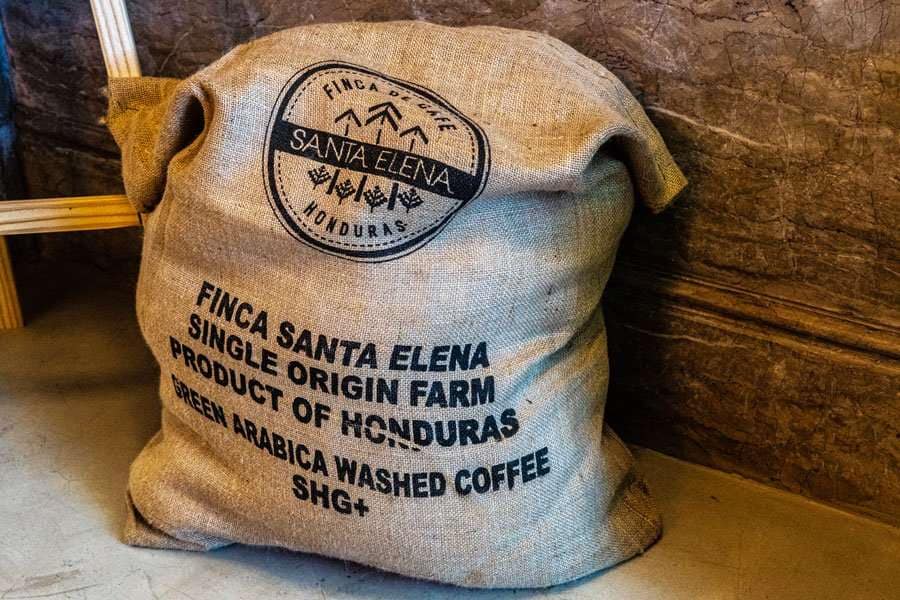 FINCA DE CAFE
SANTA ELENA
HONDURAS
FINCA SANTA ELENA
SINGLE ORIGIN FARM
PRODUCT OF HONDURAS
GREEN ARABICA WASHED COFFEE
SHG+